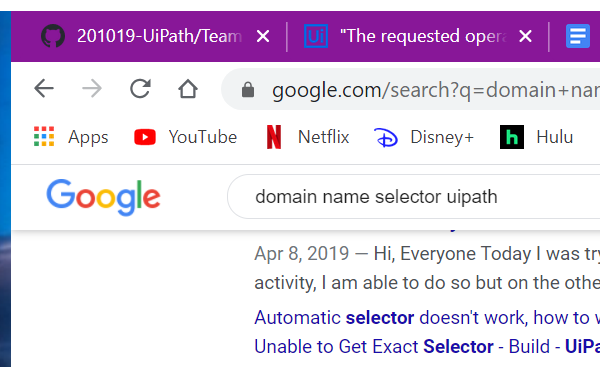 201019-UiPath/Team
Ui "The requested opera
google.com/search?q=domain+nam
Apps YouTube Netflix Disney+ h Hulu
Google domain name selector uipath
Apr 8, 2019 — Hi, Everyone Today I was try
activity, I am able to do so but on the othe
Automatic selector doesn't work, how to w
Unable to Get Exact Selector - Build - UiPa